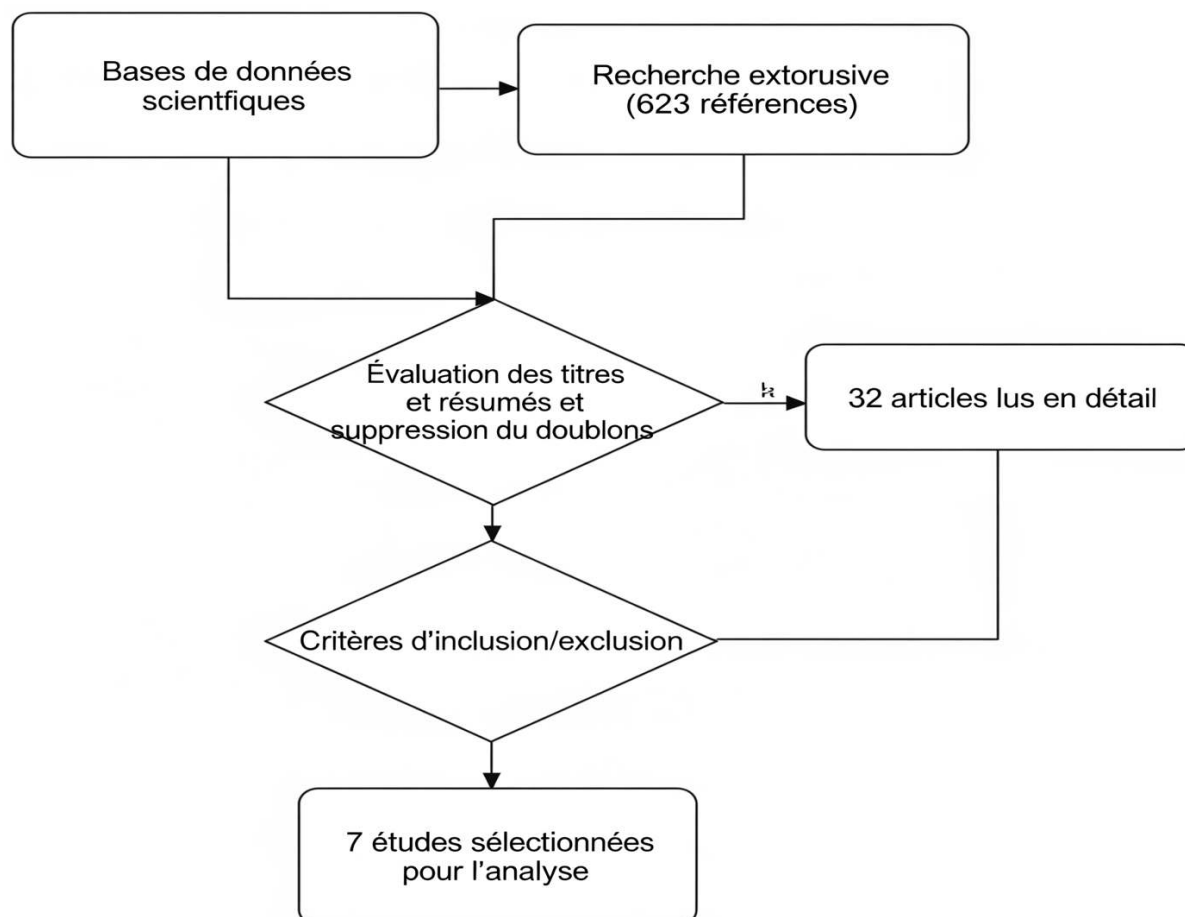 Bases de données
scientfiques
Recherche extorusive
(623 références)
Évaluation des titres
et résumés et
suppression du doublons
32 articles lus en détail
Critères d'inclusion/exclusion
7 études sélectionnées
pour l'analyse